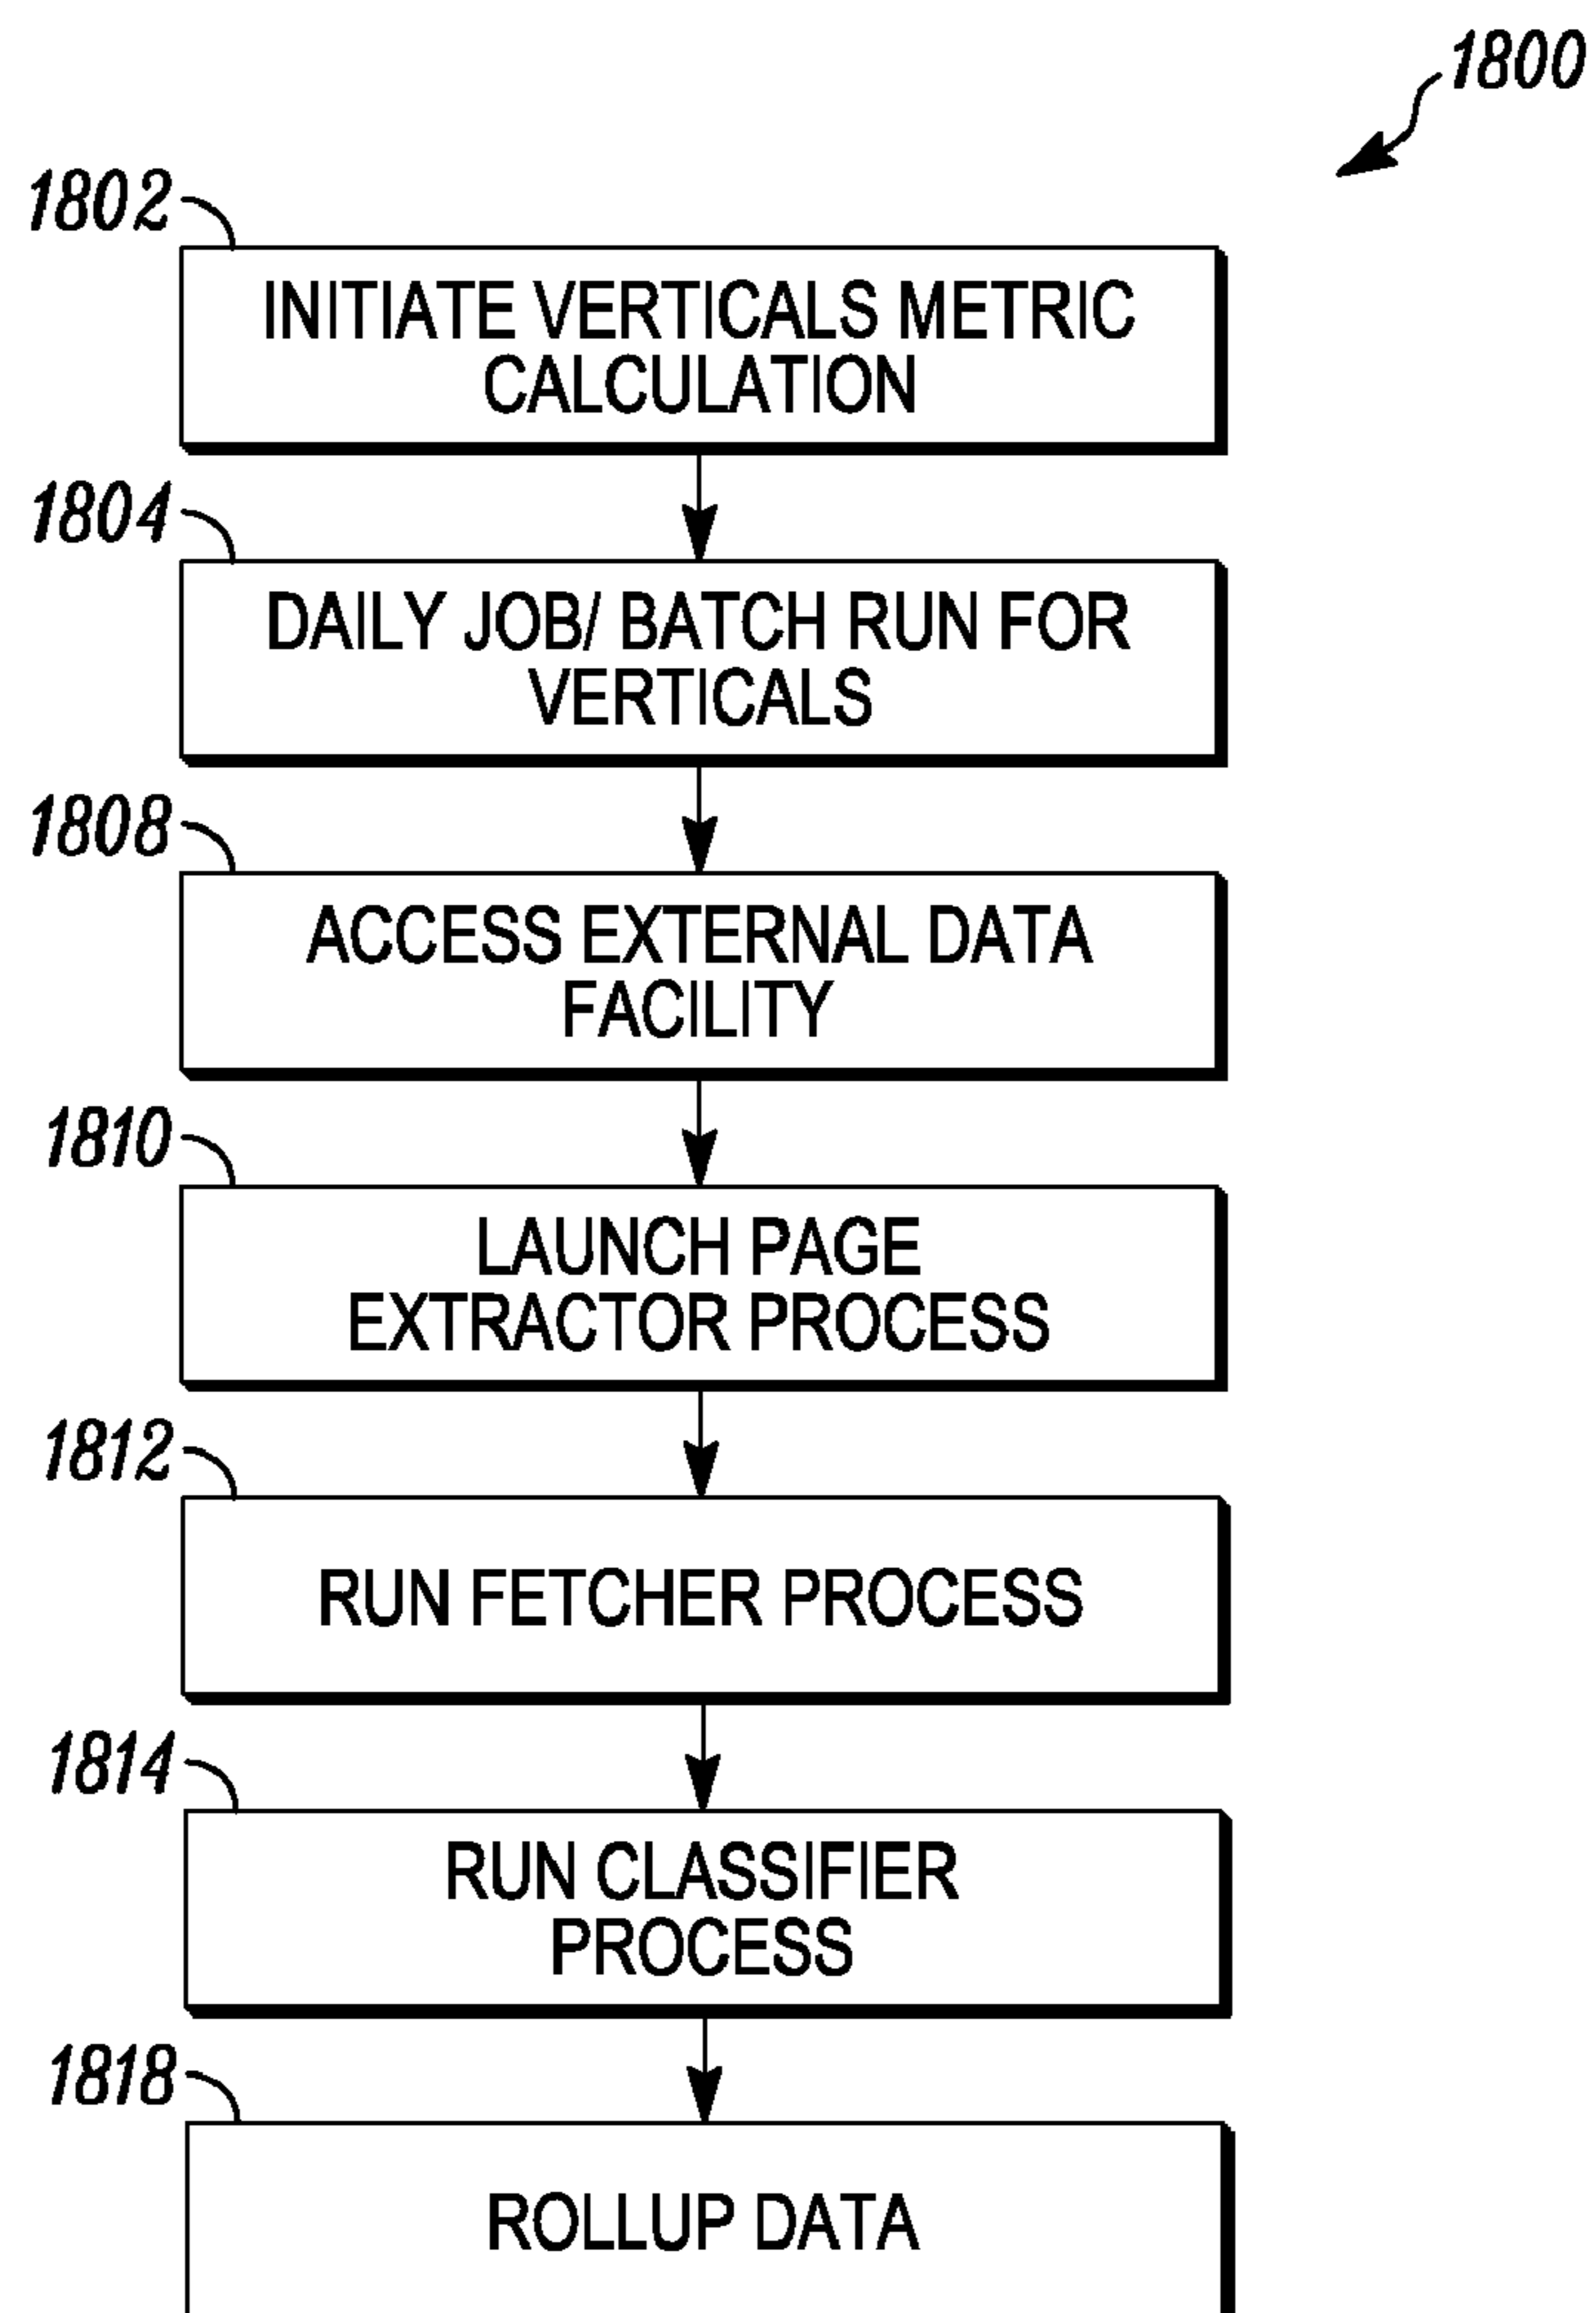 1800
1802
INITIATE VERTICALS METRIC
CALCULATION
1804
DAILY JOB/ BATCH RUN FOR
VERTICALS
1808
ACCESS EXTERNAL DATA
FACILITY
1810
LAUNCH PAGE
EXTRACTOR PROCESS
1812
RUN FETCHER PROCESS
1814
RUN CLASSIFIER
PROCESS
1818
ROLLUP DATA